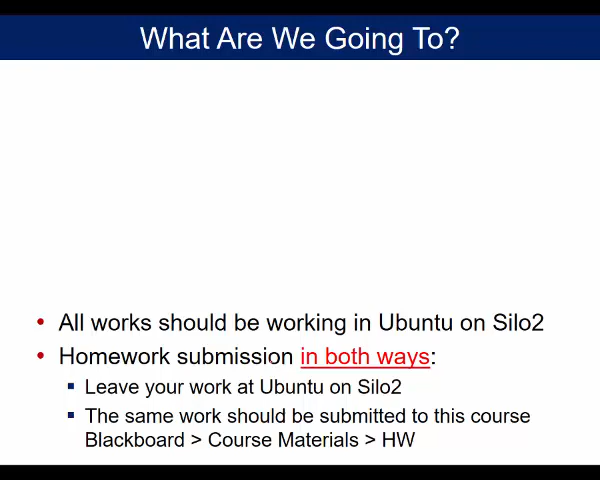 What Are We Going To?
• All works should be working in Ubuntu on Silo2
• Homework submission in both ways:
▪ Leave your work at Ubuntu on Silo2
▪ The same work should be submitted to this course
Blackboard > Course Materials > HW